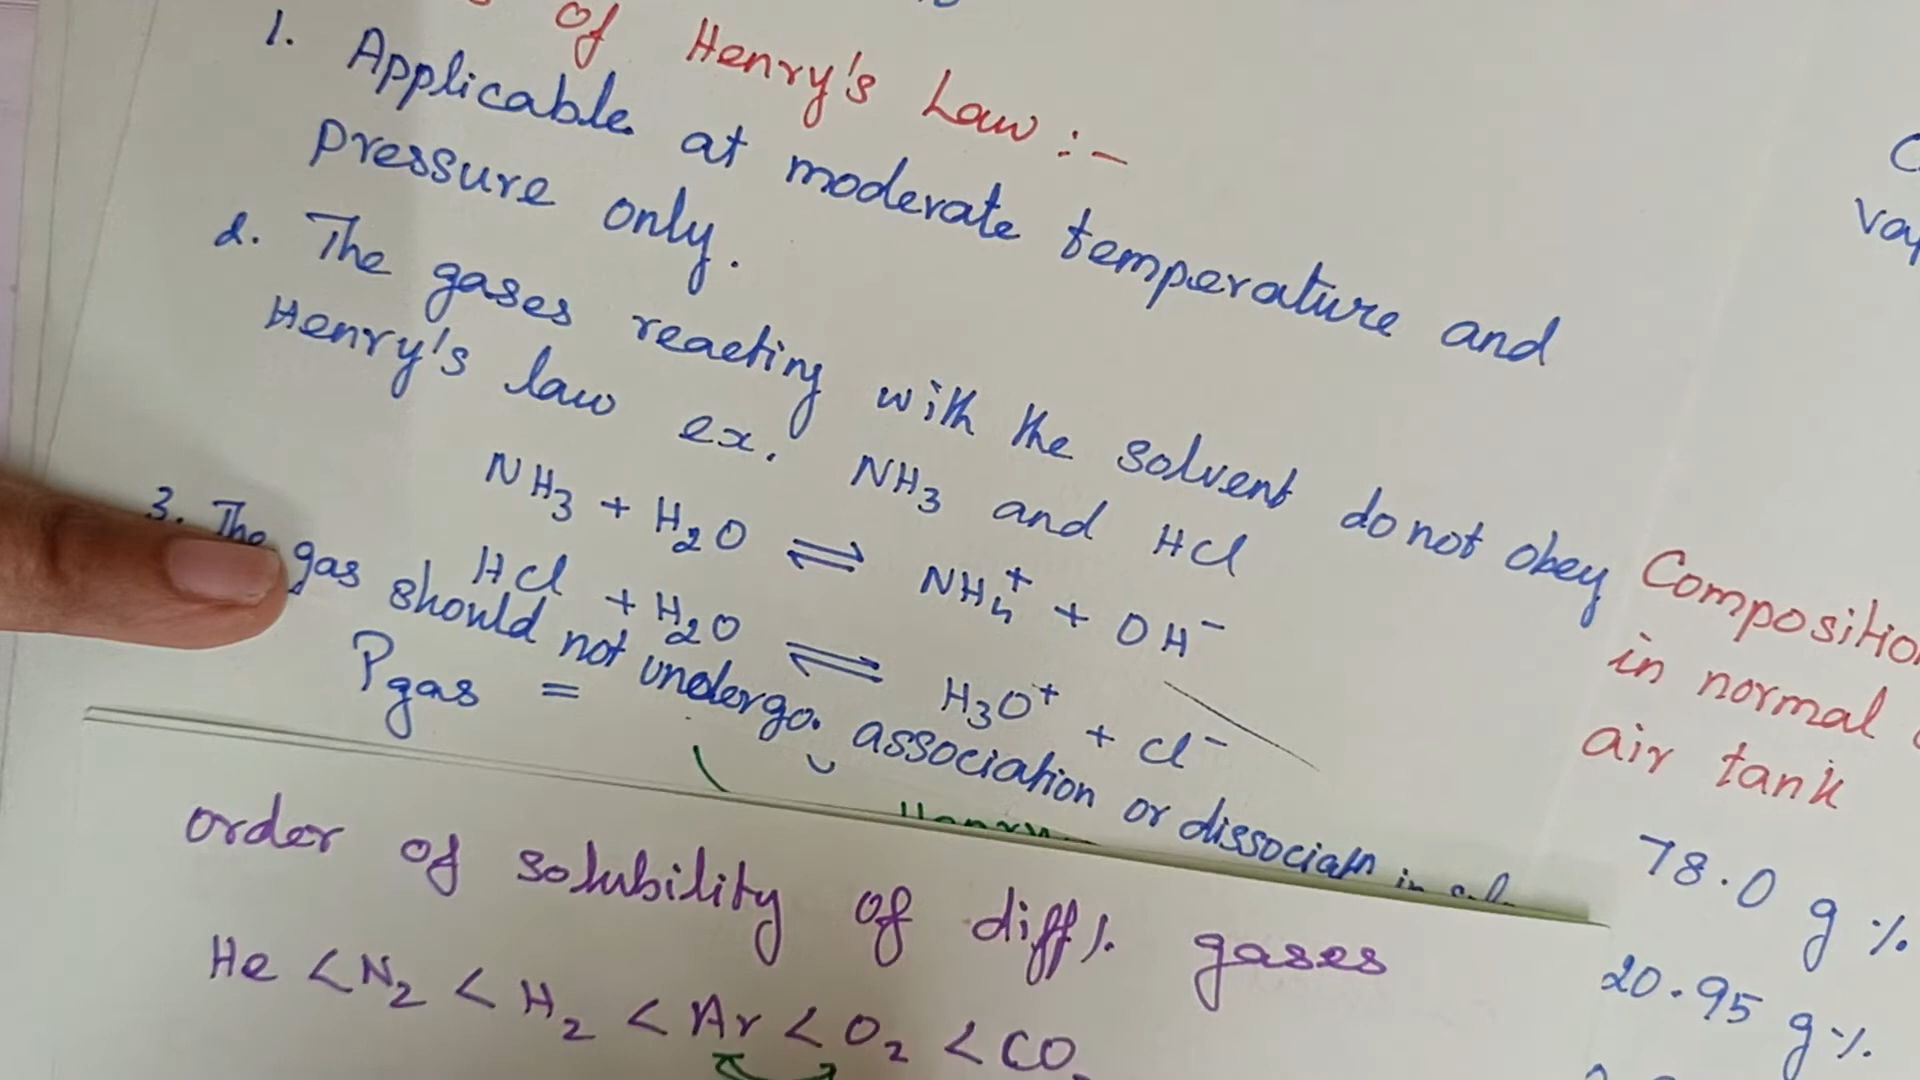 of Henry's Law :-
1. Applicable at moderate temperature and
pressure only.
2. The gases reacting with the solvent do not obey
Henry's law ex. NH3 and HCl
NH3 + H2O ⇌ NH4+ + OH-
HCl + H2O ⇌ H3O+ + Cl-
3. The gas should not undergo association or dissociatn in
Pgas =
Henry
order of solubility of diff). gases
He < N2 < H2 < Ar < O2 < CO
in normal
air tank
78.0 g %.
20.95 g %.